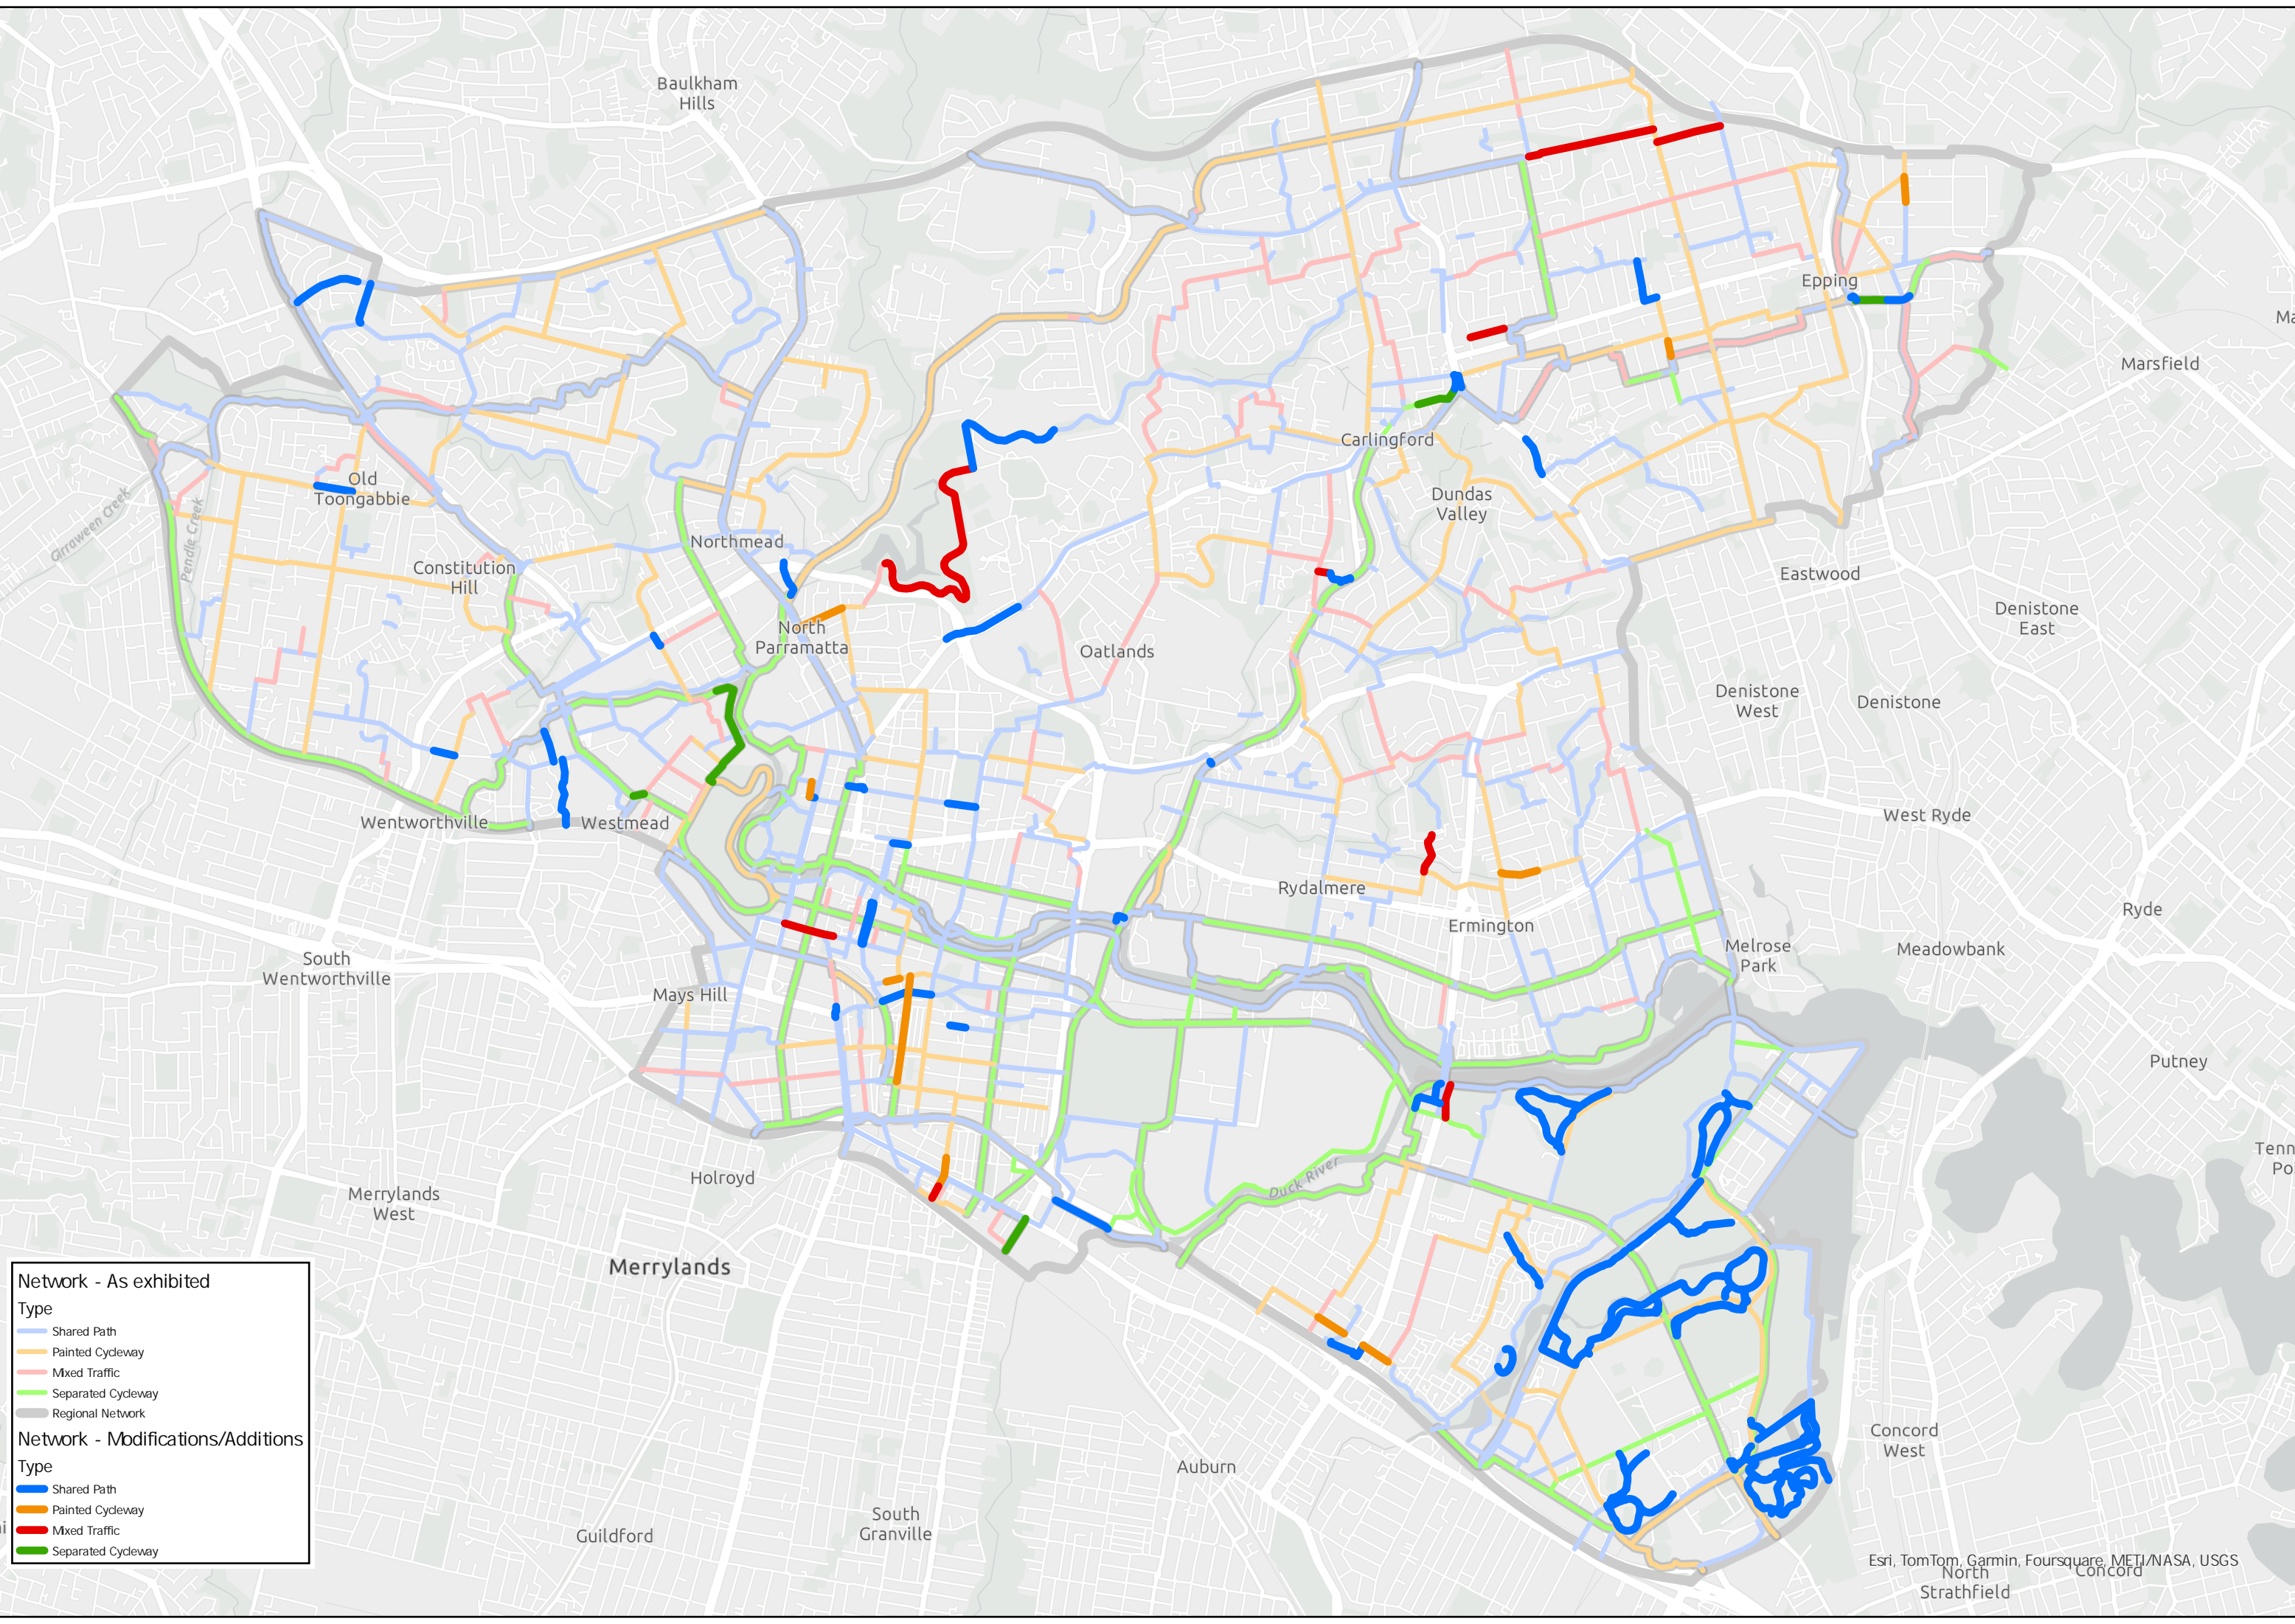 Baulkham
Hills
Epping
Ma
Marsfield
Carlingford
Old
Toongabbie
Dundas
Valley
Girraween Creek
Pendle Creek
Northmead
Constitution
Hill
Eastwood
Denistone
East
North
Parramatta
Oatlands
Denistone
West
Denistone
Wentworthville
Westmead
West Ryde
Rydalmere
Ermington
Ryde
South
Wentworthville
Mays Hill
Melrose
Park
Meadowbank
Putney
Duck River
Holroyd
Merrylands
West
Tenn
Po
Merrylands
Network - As exhibited
Type
Shared Path
Painted Cycleway
Mixed Traffic
Separated Cycleway
Regional Network
Network - Modifications/Additions
Type
Shared Path
Painted Cycleway
Mixed Traffic
Separated Cycleway
Concord
West
Auburn
South
Granville
Guildford
Esri, TomTom, Garmin, Foursquare, METI/NASA, USGS
North
Strathfield
Concord